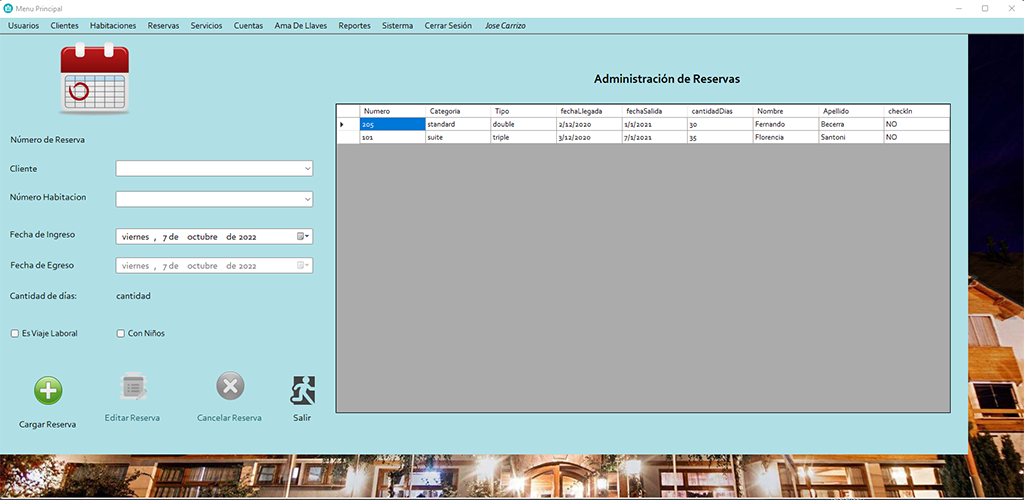 Menu Principal
Usuarios Clientes Habitaciones Reservas Servicios Cuentas Ama De Llaves Reportes Sisterma Cerrar Sesión Jose Carrizo
Administración de Reservas
Numero Categoria Tipo fechaLlegada fechaSalida cantidadDias Nombre Apellido checkIn
205 standard double 2/12/2020 1/1/2021 30 Fernando Becerra NO
101 suite triple 3/12/2020 7/1/2021 35 Florencia Santoni NO
Número de Reserva
Cliente
Número Habitacion
Fecha de Ingreso viernes , 7 de octubre de 2022
Fecha de Egreso viernes , 7 de octubre de 2022
Cantidad de días: cantidad
Es Viaje Laboral Con Niños
Cargar Reserva Editar Reserva Cancelar Reserva Salir